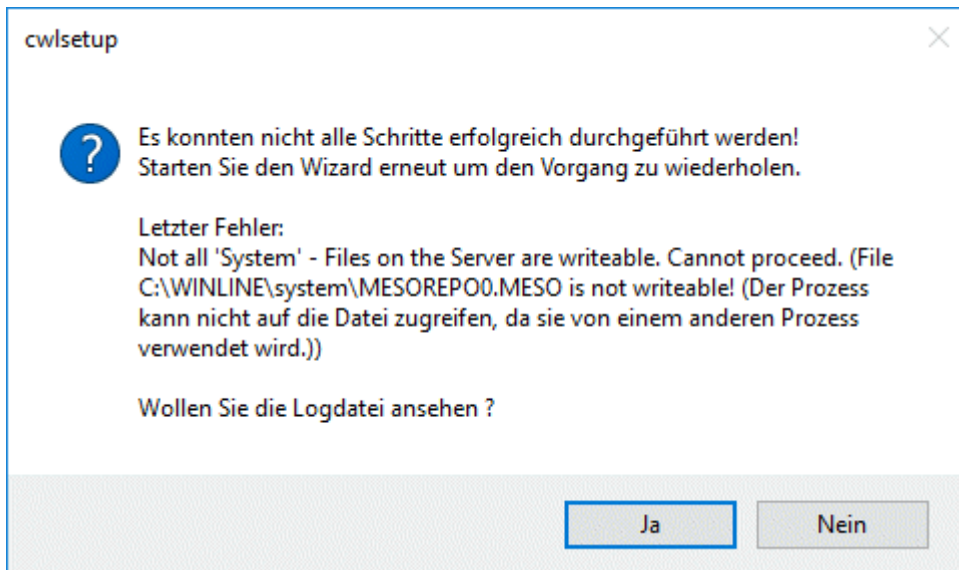 cwlsetup
?
Es konnten nicht alle Schritte erfolgreich durchgeführt werden!
Starten Sie den Wizard erneut um den Vorgang zu wiederholen.
Letzter Fehler:
Not all 'System' - Files on the Server are writeable. Cannot proceed. (File
C:\WINLINE\system\MESOREPO0.MESO is not writeable! (Der Prozess
kann nicht auf die Datei zugreifen, da sie von einem anderen Prozess
verwendet wird.))
Wollen Sie die Logdatei ansehen ?
Ja
Nein